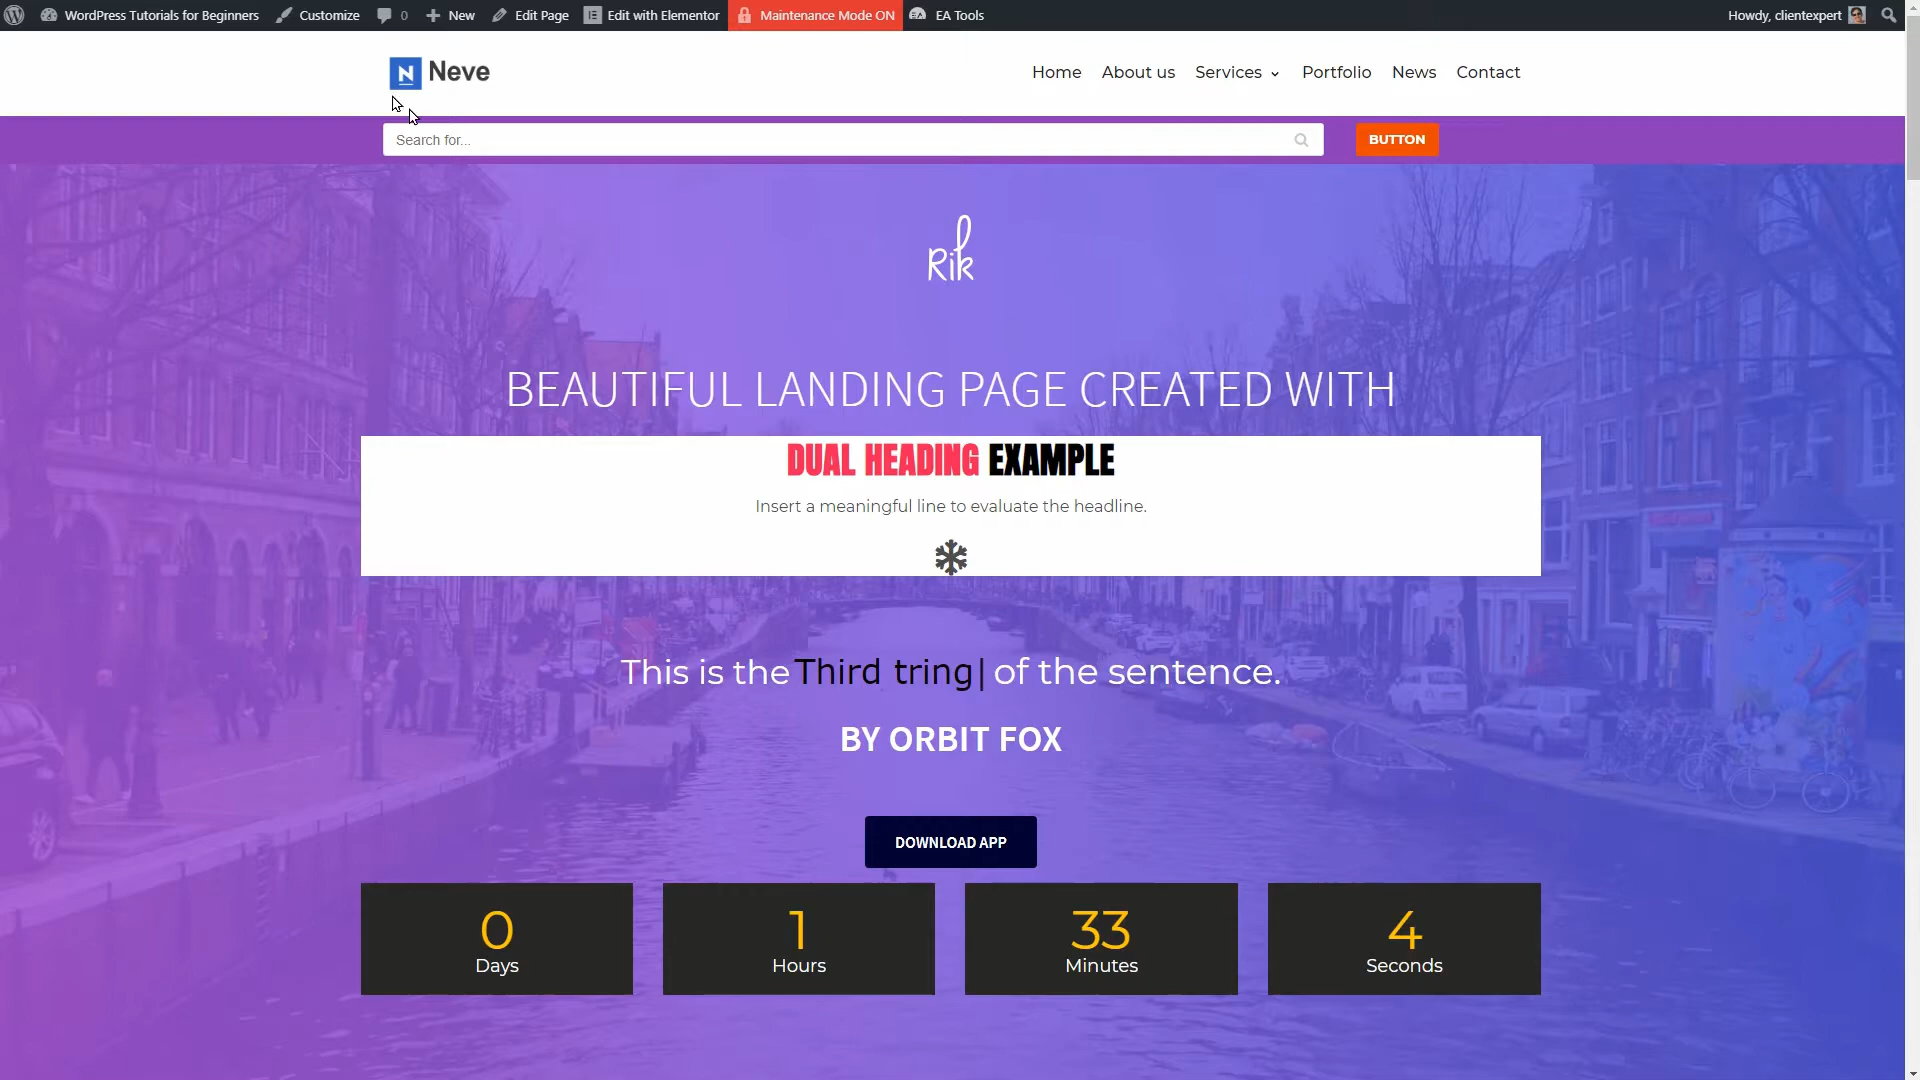 WordPress Tutorials for Beginners Customize 0 New Edit Page Edit with Elementor Maintenance Mode ON EA Tools Howdy, clientexpert
N Neve Home About us Services Portfolio News Contact
Search for... BUTTON
Rik
BEAUTIFUL LANDING PAGE CREATED WITH
DUAL HEADING EXAMPLE
Insert a meaningful line to evaluate the headline.
This is the Third tring| of the sentence.
BY ORBIT FOX
DOWNLOAD APP
0 1 33 4
Days Hours Minutes Seconds